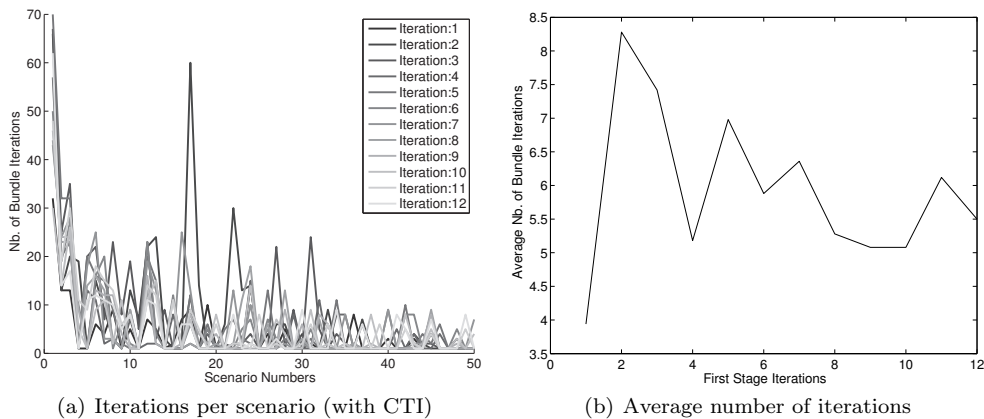 70
60
50
40
30
20
10
0
0
10
20
30
40
50
Nb. of Bundle Iterations
Scenario Numbers
Iteration:1
Iteration:2
Iteration:3
Iteration:4
Iteration:5
Iteration:6
Iteration:7
Iteration:8
Iteration:9
Iteration:10
Iteration:11
Iteration:12
(a) Iterations per scenario (with CTI)
8.5
8
7.5
7
6.5
6
5.5
5
4.5
4
3.5
0
2
4
6
8
10
12
Average Nb. of Bundle Iterations
First Stage Iterations
(b) Average number of iterations